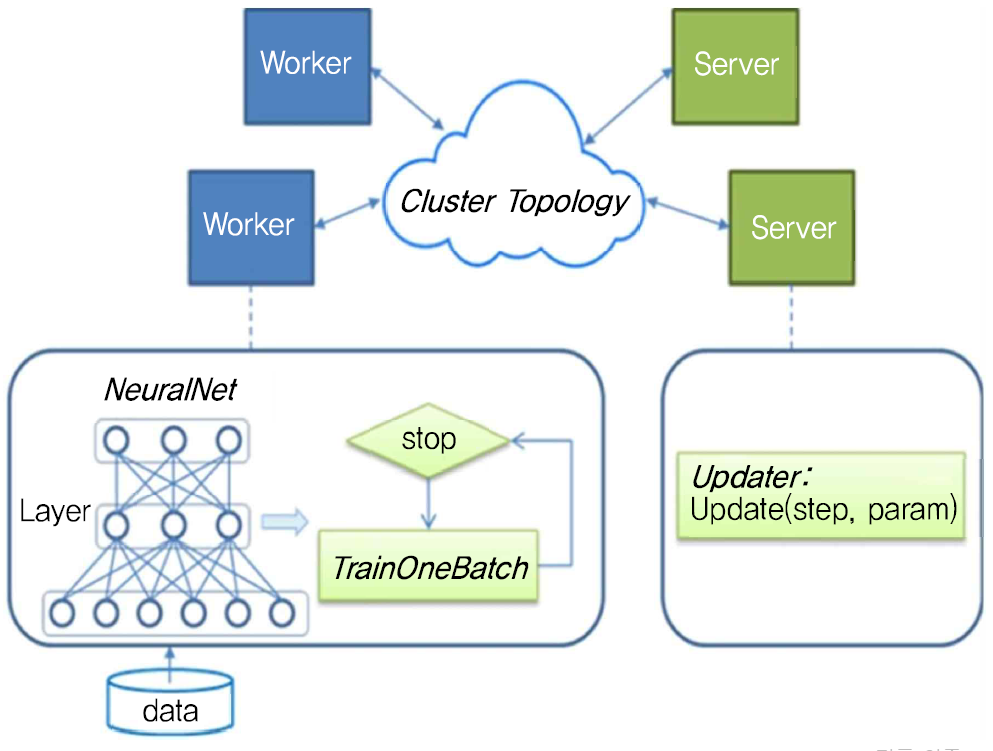 Worker
Server
Cluster Topology
Worker
Server
NeuralNet
stop
Layer
Updater:
Update(step, param)
TrainOneBatch
data